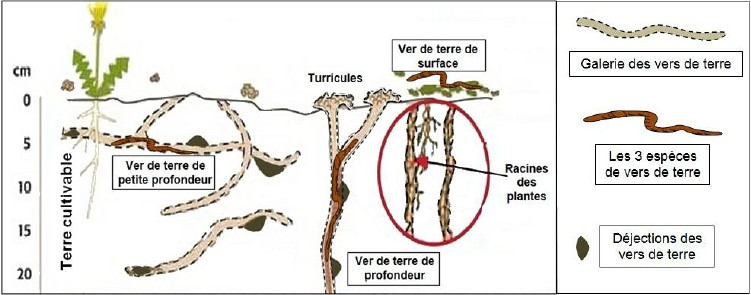 Ver de terre de
surface
Turricules
cm
0
5
10
15
20
Terre cultivable
Ver de terre de
petite profondeur
Racines
des
plantes
Ver de terre de
profondeur
Galerie des vers de terre
Les 3 espèces
de vers de terre
Déjections des
vers de terre